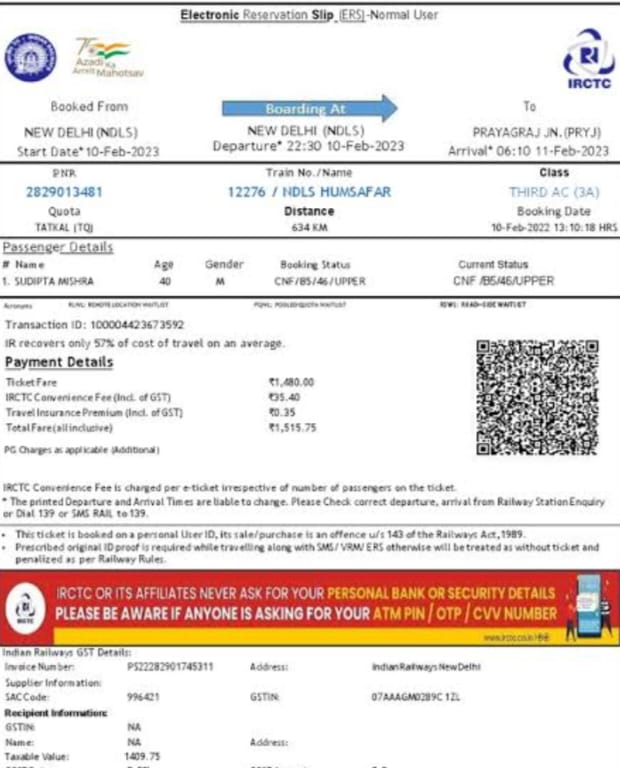 Electronic Reservation Slip (ERS)-Normal User
Azadi Ka
Amrit Mahotsav
IRCTC
Booked From
Boarding At
To
NEW DELHI (NDLS)
NEW DELHI (NDLS)
PRAYAGRAJ JN. (PRYJ)
Start Date* 10-Feb-2023
Departure* 22:30 10-Feb-2023
Arrival* 06:10 11-Feb-2023
PNR
Train No./Name
Class
2829013481
12276 / NDLS HUMSAFAR
THIRD AC (3A)
Quota
Distance
Booking Date
TATKAL (TQ)
634 KM
10-Feb-2022 13:10:18 HRS
Passenger Details
# Name Age Gender Booking Status Current Status
1. SUDIPTA MISHRA 40 M CNF/B5/46/UPPER CNF /B5/46/UPPER
Acronyms RLWL: REMOTE LOCATION WAITLIST PQWL: POOLED QUOTA WAITLIST RSWL: ROAD-SIDE WAITLIST
Transaction ID: 100004423673592
IR recovers only 57% of cost of travel on an average.
Payment Details
Ticket Fare ₹1,480.00
IRCTC Convenience Fee (Incl. of GST) ₹35.40
Travel Insurance Premium (Incl. of GST) ₹0.35
Total Fare (all inclusive) ₹1,515.75
PG Charges as applicable (Additional)
IRCTC Convenience Fee is charged per e-ticket irrespective of number of passengers on the ticket.
* The printed Departure and Arrival Times are liable to change. Please Check correct departure, arrival from Railway Station Enquiry
or Dial 139 or SMS RAIL to 139.
• This ticket is booked on a personal User ID, its sale/purchase is an offence u/s 143 of the Railways Act, 1989.
• Prescribed original ID proof is required while travelling along with SMS/ VRM/ ERS otherwise will be treated as without ticket and
penalized as per Railway Rules.
IRCTC
IRCTC OR ITS AFFILIATES NEVER ASK FOR YOUR PERSONAL BANK OR SECURITY DETAILS
PLEASE BE AWARE IF ANYONE IS ASKING FOR YOUR ATM PIN / OTP / CVV NUMBER
Indian Railways GST Details:
Invoice Number: PS22282901745311 Address: Indian Railways New Delhi
Supplier Information:
SAC Code: 996421 GSTIN: 07AAAGM0289C 1ZL
Recipient Information:
GSTIN: NA
Name: NA Address:
Taxable Value: 1409.75